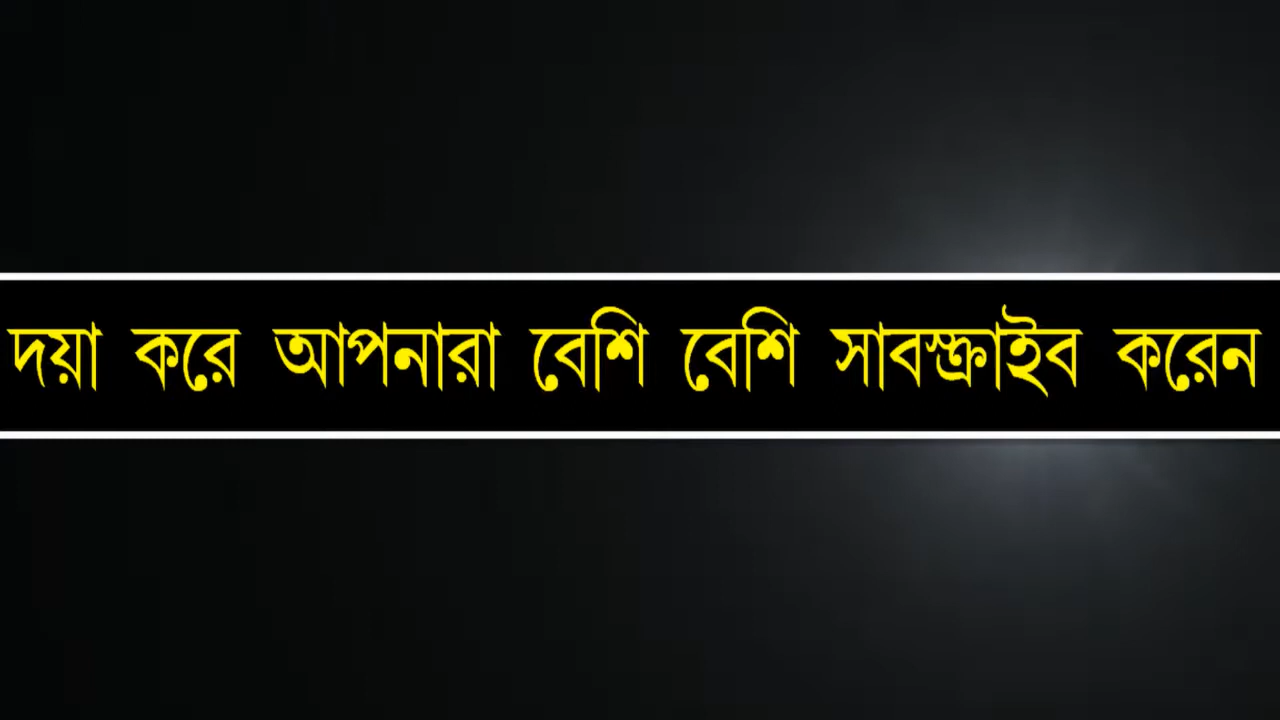 দয়া করে আপনারা বেশি বেশি সাবস্ক্রাইব করেন